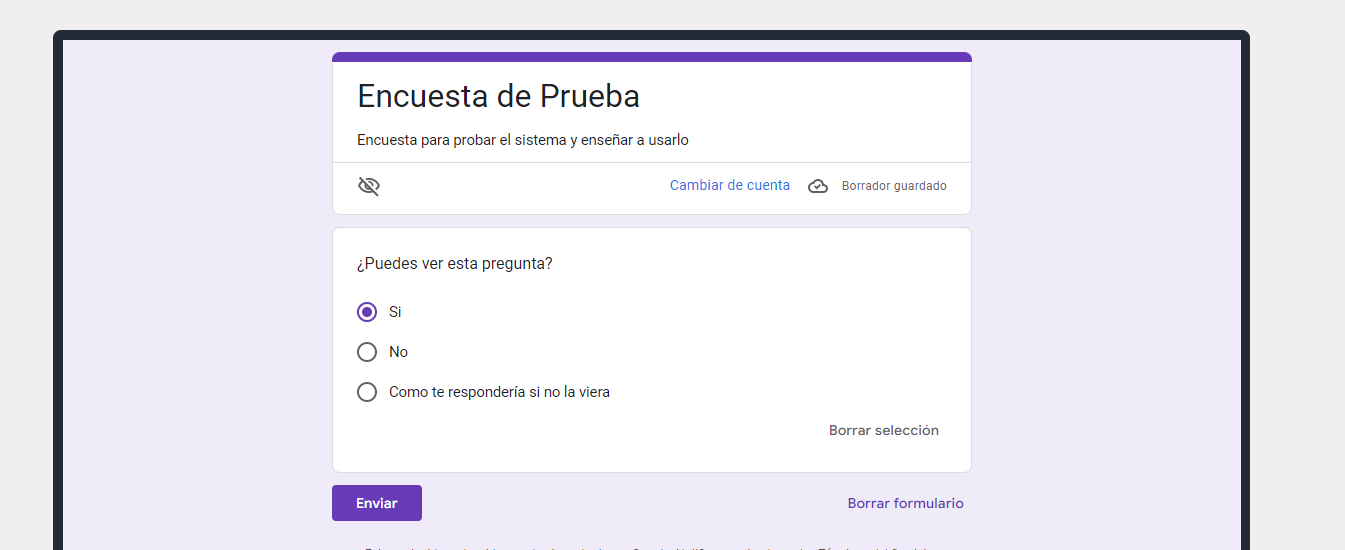 Encuesta de Prueba
Encuesta para probar el sistema y enseñar a usarlo
Cambiar de cuenta Borrador guardado
¿Puedes ver esta pregunta?
Si
No
Como te respondería si no la viera
Borrar selección
Enviar Borrar formulario